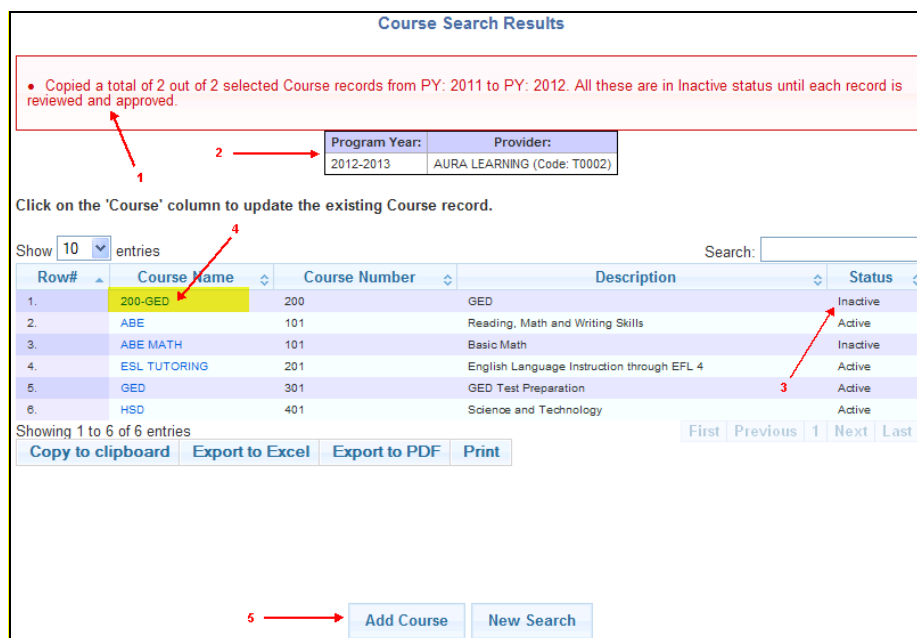 Course Search Results
• Copied a total of 2 out of 2 selected Course records from PY: 2011 to PY: 2012. All these are in Inactive status until each record is
reviewed and approved.
1
2
Program Year: Provider:
2012-2013 AURA LEARNING (Code: T0002)
Click on the 'Course' column to update the existing Course record.
4
Show 10 entries Search:
Row# Course Name Course Number Description Status
1. 200-GED 200 GED Inactive
2. ABE 101 Reading, Math and Writing Skills Active
3. ABE MATH 101 Basic Math Inactive
4. ESL TUTORING 201 English Language Instruction through EFL 4 Active
3
5. GED 301 GED Test Preparation Active
6. HSD 401 Science and Technology Active
Showing 1 to 6 of 6 entries First Previous 1 Next Last
Copy to clipboard Export to Excel Export to PDF Print
5 Add Course New Search